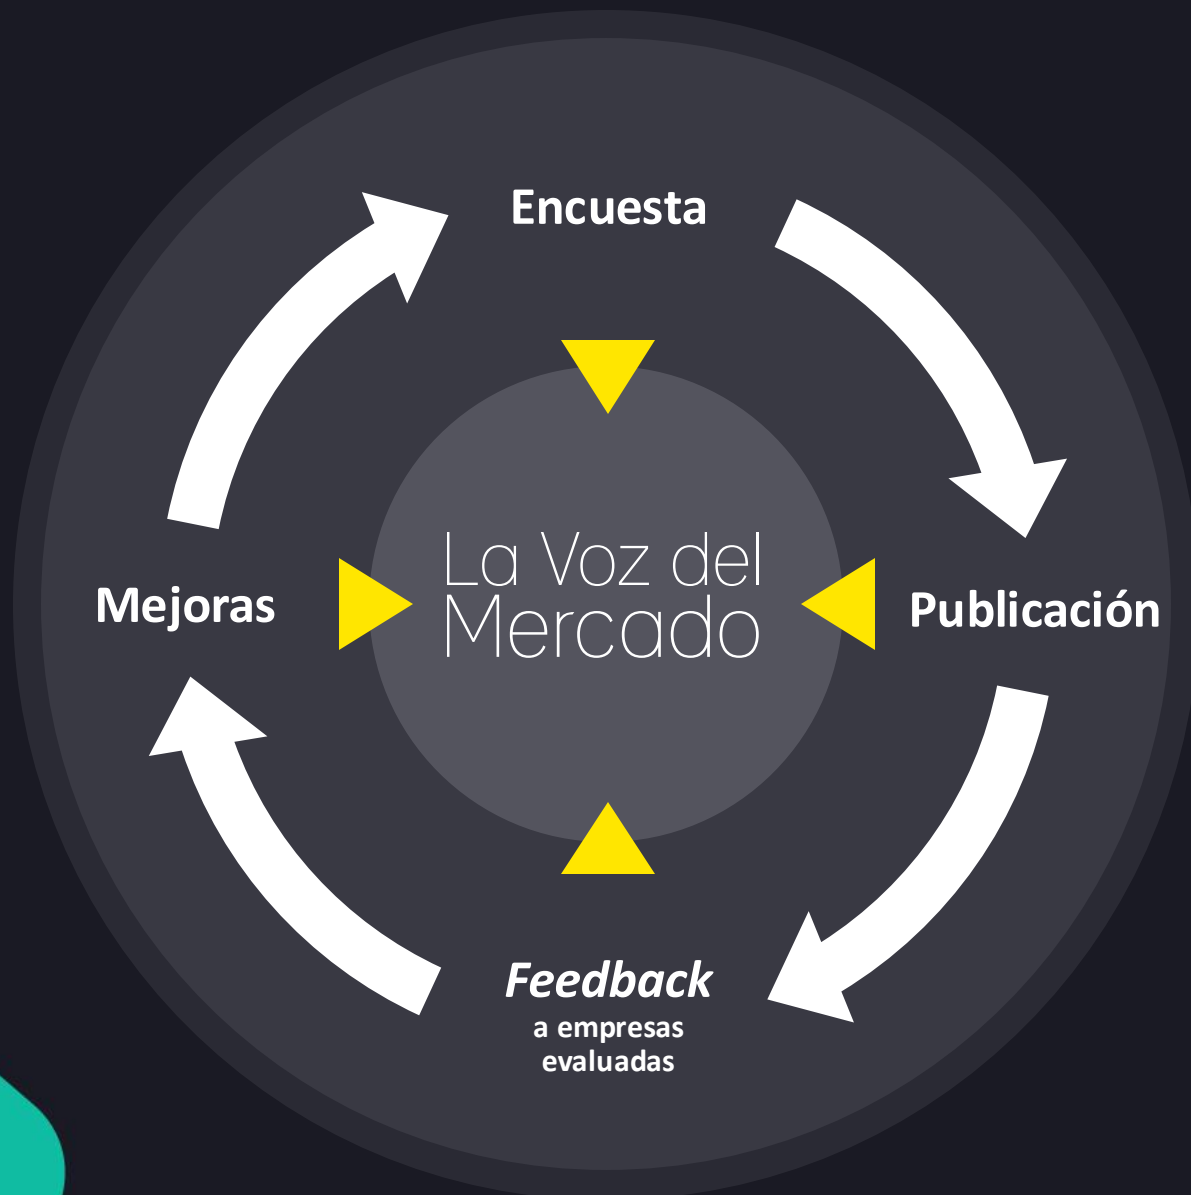 Encuesta
La Voz del
Mercado
Mejoras
Publicación
Feedback
a empresas
evaluadas